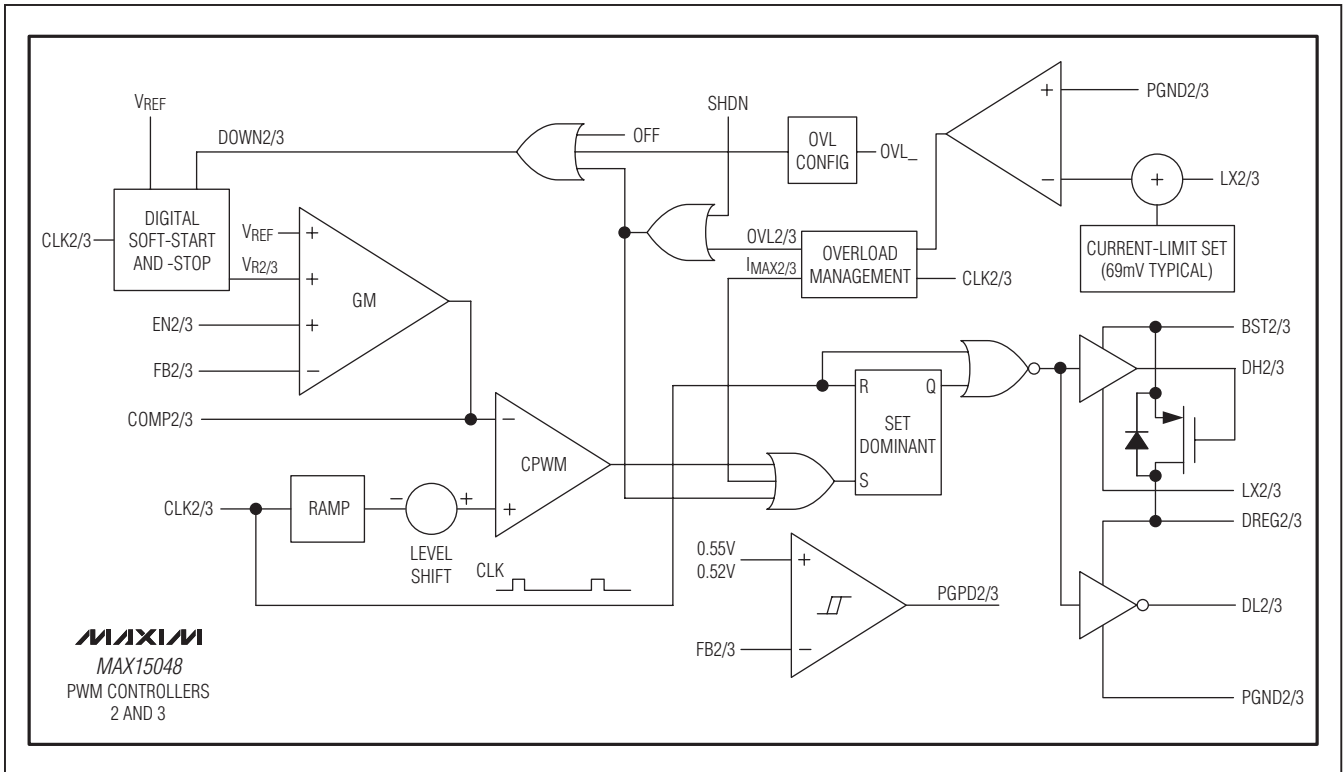 VREF
DOWN2/3
CLK2/3
DIGITAL
SOFT-START
AND -STOP
VREF
VR2/3
EN2/3
FB2/3
COMP2/3
+
+
+
−
GM
OFF
SHDN
OVL
CONFIG
OVL_
OVL2/3
IMAX2/3
OVERLOAD
MANAGEMENT
CLK2/3
+
−
PGND2/3
+
LX2/3
CURRENT-LIMIT SET
(69mV TYPICAL)
CLK2/3
RAMP
−
+
LEVEL
SHIFT
−
CPWM
+
CLK
R
Q
SET
DOMINANT
S
BST2/3
DH2/3
LX2/3
DREG2/3
DL2/3
PGND2/3
0.55V
0.52V
+
−
FB2/3
PGPD2/3
MAXIM
MAX15048
PWM CONTROLLERS
2 AND 3